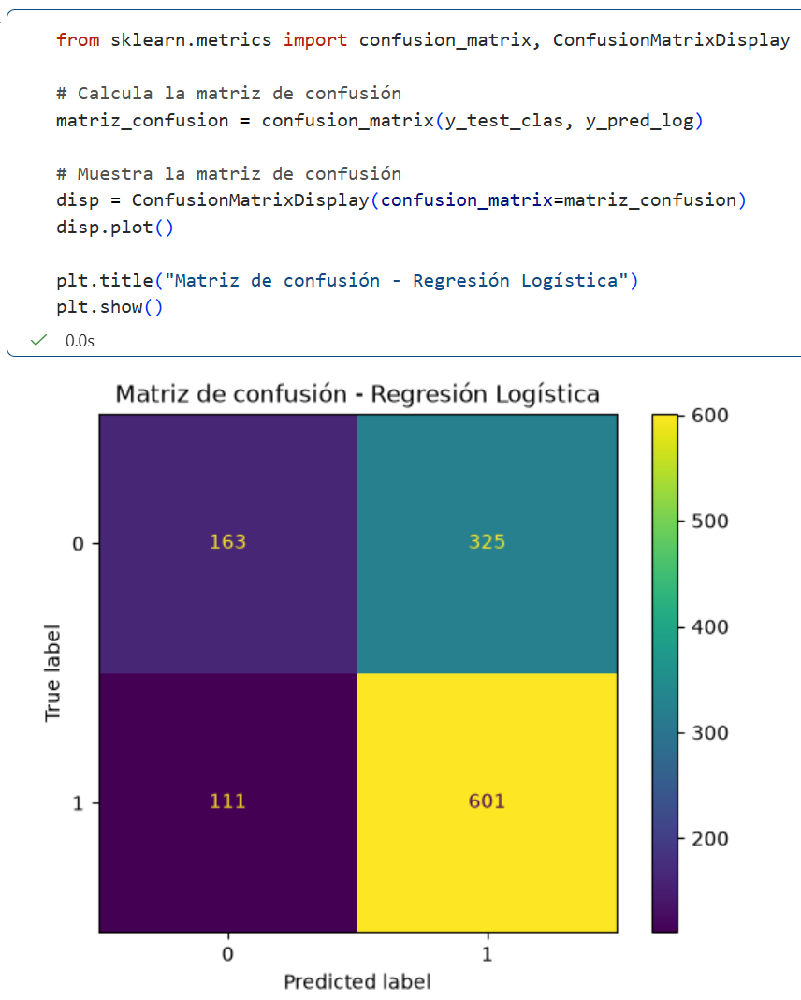 from sklearn.metrics import confusion_matrix, ConfusionMatrixDisplay
# Calcula la matriz de confusión
matriz_confusion = confusion_matrix(y_test_clas, y_pred_log)
# Muestra la matriz de confusión
disp = ConfusionMatrixDisplay(confusion_matrix=matriz_confusion)
disp.plot()
plt.title("Matriz de confusión - Regresión Logística")
plt.show()
0.0s
Matriz de confusión - Regresión Logística
600
500
400
300
200
0
163
325
True label
1
111
601
0
1
Predicted label